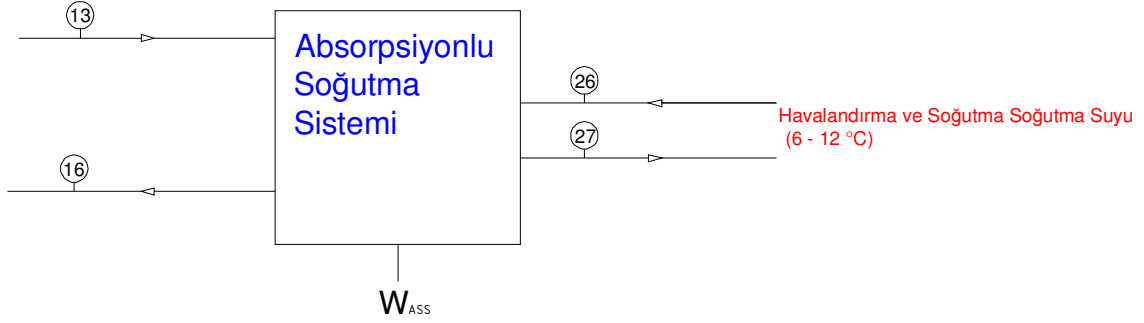 13
Absorpsiyonlu
Soğutma
Sistemi
26
Havalandırma ve Soğutma Soğutma Suyu
(6 - 12 °C)
27
16
WASS